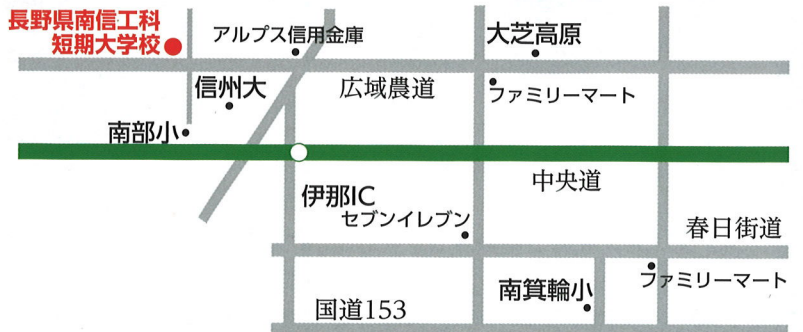 長野県南信工科
短期大学校
アルプス信用金庫
大芝高原
信州大
広域農道
ファミリーマート
南部小
中央道
伊那IC
セブンイレブン
春日街道
南箕輪小
ファミリーマート
国道153